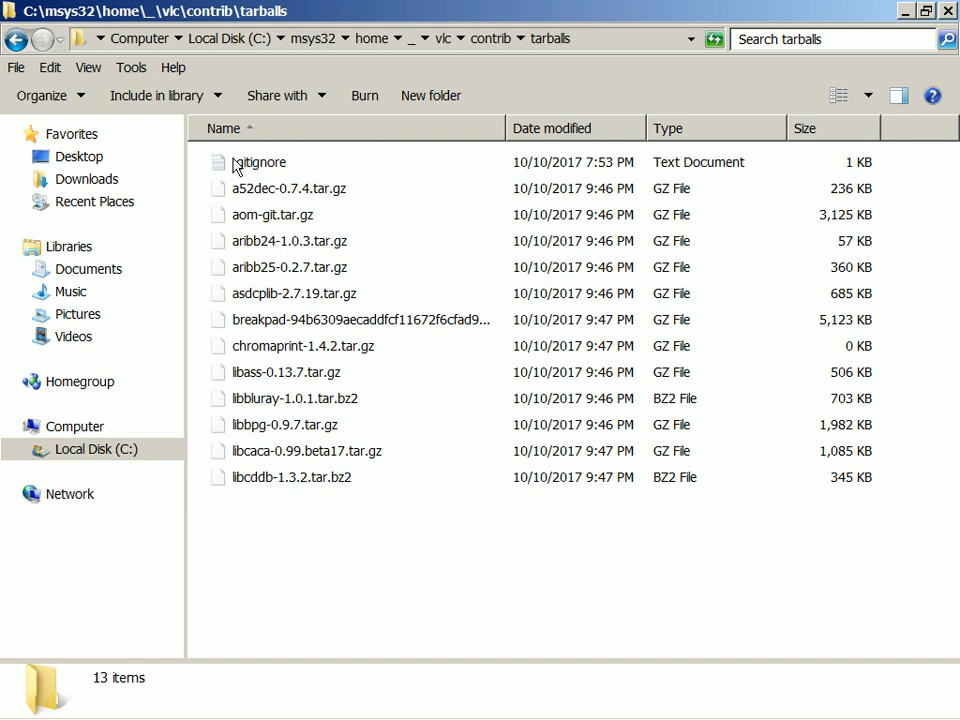 C:\msys32\home\_\vlc\contrib\tarballs
Computer Local Disk (C:) msys32 home _ vlc contrib tarballs Search tarballs
File Edit View Tools Help
Organize Include in library Share with Burn New folder
Favorites
Desktop
Downloads
Recent Places
Libraries
Documents
Music
Pictures
Videos
Homegroup
Computer
Local Disk (C:)
Network
Name Date modified Type Size
.gitignore 10/10/2017 7:53 PM Text Document 1 KB
a52dec-0.7.4.tar.gz 10/10/2017 9:46 PM GZ File 236 KB
aom-git.tar.gz 10/10/2017 9:46 PM GZ File 3,125 KB
aribb24-1.0.3.tar.gz 10/10/2017 9:46 PM GZ File 57 KB
aribb25-0.2.7.tar.gz 10/10/2017 9:46 PM GZ File 360 KB
asdcplib-2.7.19.tar.gz 10/10/2017 9:46 PM GZ File 685 KB
breakpad-94b6309aecaddfcf11672f6cfad9... 10/10/2017 9:47 PM GZ File 5,123 KB
chromaprint-1.4.2.tar.gz 10/10/2017 9:47 PM GZ File 0 KB
libass-0.13.7.tar.gz 10/10/2017 9:46 PM GZ File 506 KB
libbluray-1.0.1.tar.bz2 10/10/2017 9:46 PM BZ2 File 703 KB
libbpg-0.9.7.tar.gz 10/10/2017 9:46 PM GZ File 1,982 KB
libcaca-0.99.beta17.tar.gz 10/10/2017 9:47 PM GZ File 1,085 KB
libcddb-1.3.2.tar.bz2 10/10/2017 9:47 PM BZ2 File 345 KB
13 items